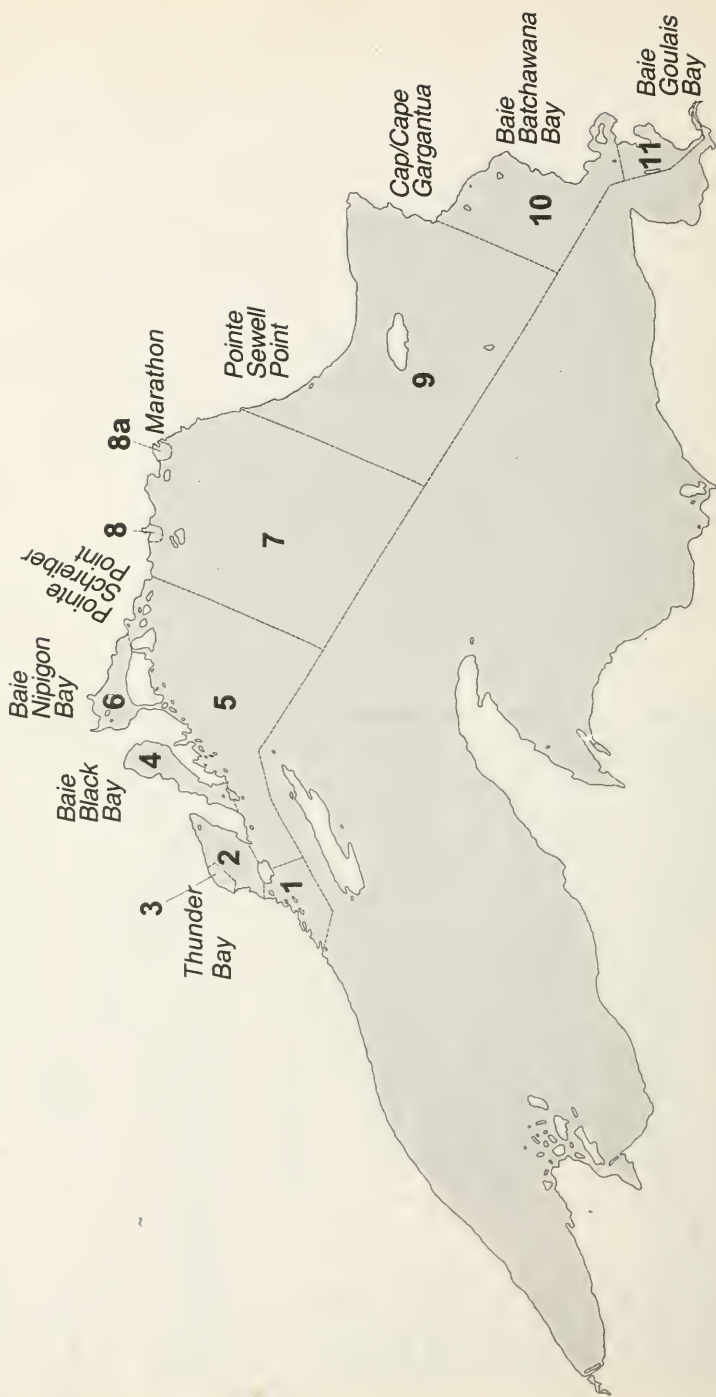 Baie
Nipigon
Bay
Pointe
Schreiber
Point
8
8a
Marathon
Baie
Black
Bay
6
Pointe
Sewell
Point
4
3
2
Thunder
Bay
1
5
7
Cap/Cape
Gargantua
9
Baie
Batchawana
Bay
10
Baie
Goulais
Bay
11